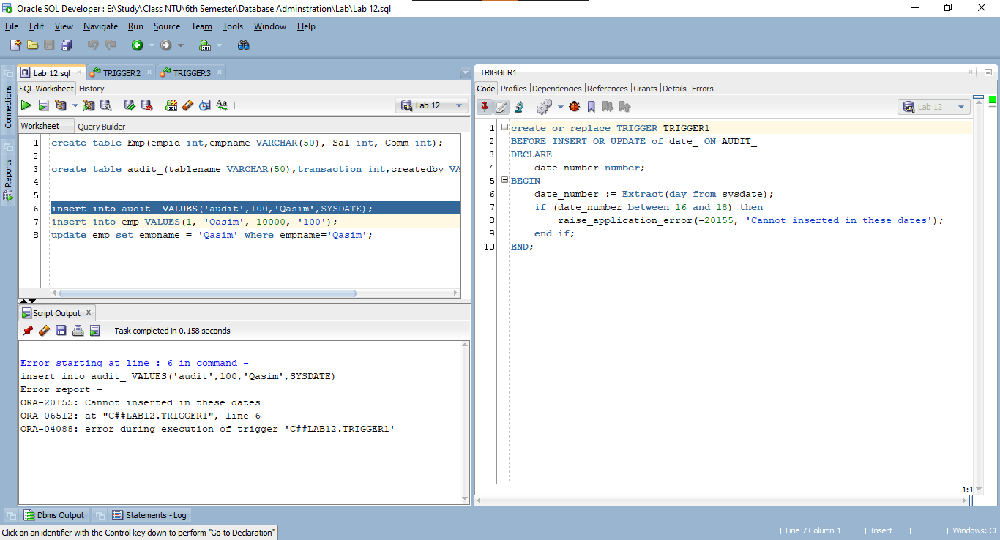 Oracle SQL Developer : E:\Study\Class NTU\6th Semester\Database Adminstration\Lab\Lab 12.sql
File Edit View Navigate Run Source Team Tools Window Help
Connections
Reports
Lab 12.sql × TRIGGER2 × TRIGGER3 ×
SQL Worksheet History
Lab 12
Worksheet Query Builder
1 create table Emp(empid int,empname VARCHAR(50), Sal int, Comm int);
2
3 create table audit_(tablename VARCHAR(50),transaction int,createdby VA
4
5
6 insert into audit_ VALUES('audit',100,'Qasim',SYSDATE);
7 insert into emp VALUES(1, 'Qasim', 10000, '100');
8 update emp set empname = 'Qasim' where empname='Qasim';
Script Output x
Task completed in 0.158 seconds
Error starting at line : 6 in command -
insert into audit_ VALUES('audit',100,'Qasim',SYSDATE)
Error report -
ORA-20155: Cannot inserted in these dates
ORA-06512: at "C##LAB12.TRIGGER1", line 6
ORA-04088: error during execution of trigger 'C##LAB12.TRIGGER1'
TRIGGER1
Code Profiles Dependencies References Grants Details Errors
Lab 12
1 create or replace TRIGGER TRIGGER1
2 BEFORE INSERT OR UPDATE of date_ ON AUDIT_
3 DECLARE
4 date_number number;
5 BEGIN
6 date_number := Extract(day from sysdate);
7 if (date_number between 16 and 18) then
8 raise_application_error(-20155, 'Cannot inserted in these dates');
9 end if;
10 END;
1:1
Dbms Output Statements - Log
Click on an identifier with the Control key down to perform "Go to Declaration"
Line 7 Column 1 Insert Windows: CF